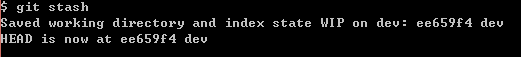 $ git stash
Saved working directory and index state WIP on dev: ee659f4 dev
HEAD is now at ee659f4 dev